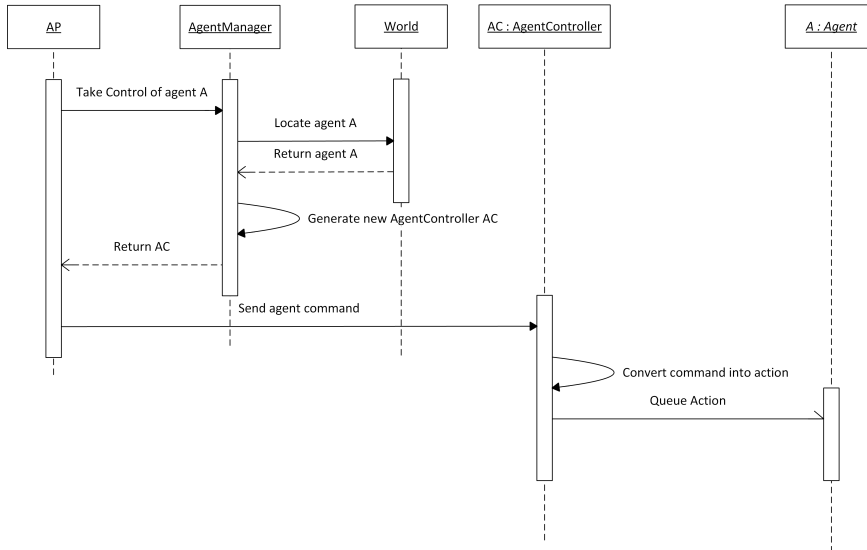 AP
AgentManager
World
AC : AgentController
A : Agent
Take Control of agent A
Locate agent A
Return agent A
Generate new AgentController AC
Return AC
Send agent command
Convert command into action
Queue Action